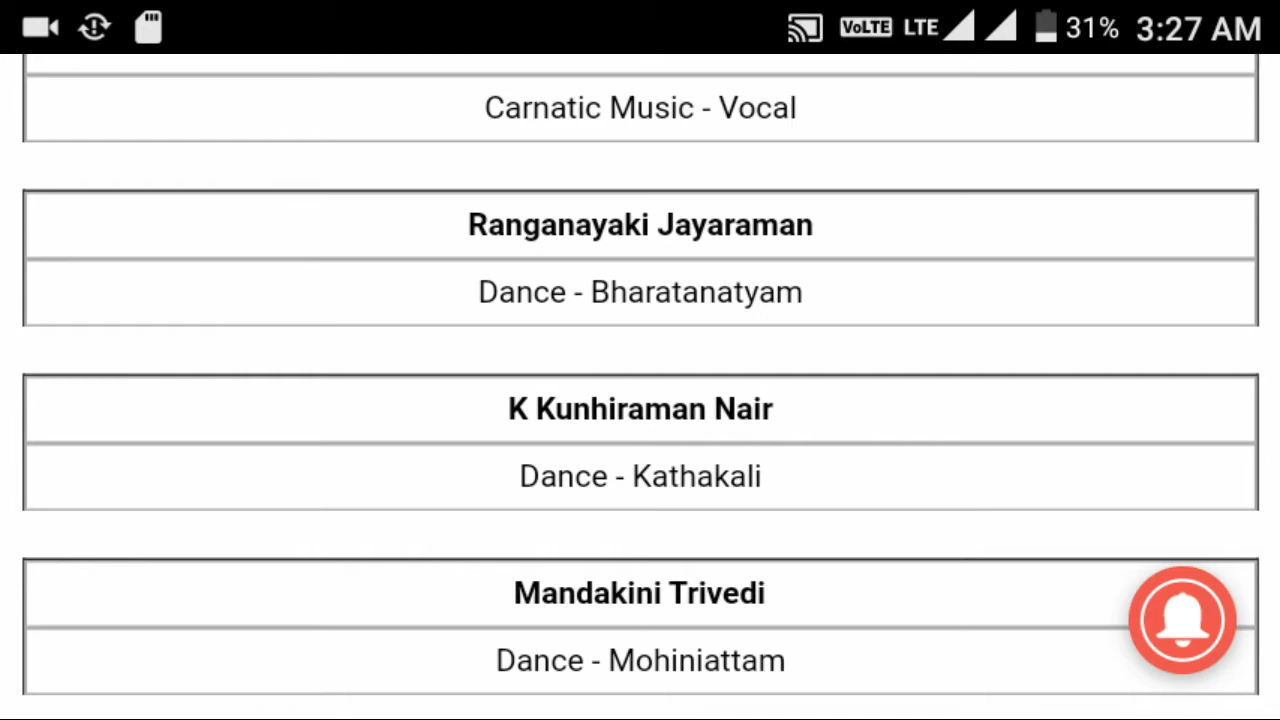 VoLTE LTE 31% 3:27 AM
Carnatic Music - Vocal
Ranganayaki Jayaraman
Dance - Bharatanatyam
K Kunhiraman Nair
Dance - Kathakali
Mandakini Trivedi
Dance - Mohiniattam